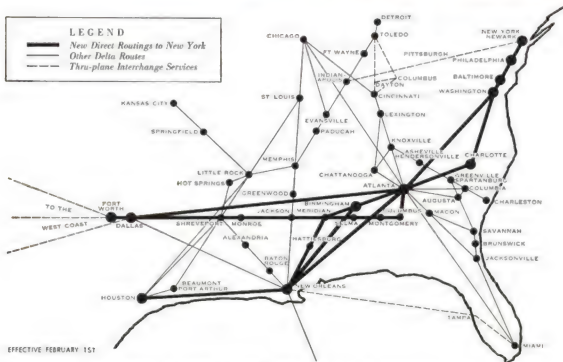 LEGEND
New Direct Routings to New York
Other Delta Routes
Thru-plane Interchange Services
DETROIT
TOLEDO
CHICAGO
FT WAYNE
NEW YORK
NEWARK
PITTSBURGH
PHILADELPHIA
COLUMBUS
DAYTON
BALTIMORE
WASHINGTON
CINCINNATI
ST LOUIS
KANSAS CITY
EVANSVILLE
LEXINGTON
SPRINGFIELD
PADUCAH
KNOXVILLE
ASHEVILLE
HENDERSONVILLE
CHARLOTTE
MEMPHIS
LITTLE ROCK
CHATTANOOGA
HOT SPRINGS
ATLANTA
GREENVILLE
SPARTANBURG
GREENWOOD
COLUMBIA
BIRMINGHAM
AUGUSTA
CHARLESTON
TO THE
WEST COAST
FORT
WORTH
DALLAS
SHREVEPORT
MONROE
JACKSON
MERIDIAN
SELMA
MONTGOMERY
COLUMBUS
MACON
SAVANNAH
ALEXANDRIA
HATTIESBURG
BRUNSWICK
BATON
ROUGE
JACKSONVILLE
BEAUMONT
PORT ARTHUR
NEW ORLEANS
HOUSTON
TAMPA
MIAMI
EFFECTIVE FEBRUARY 1ST